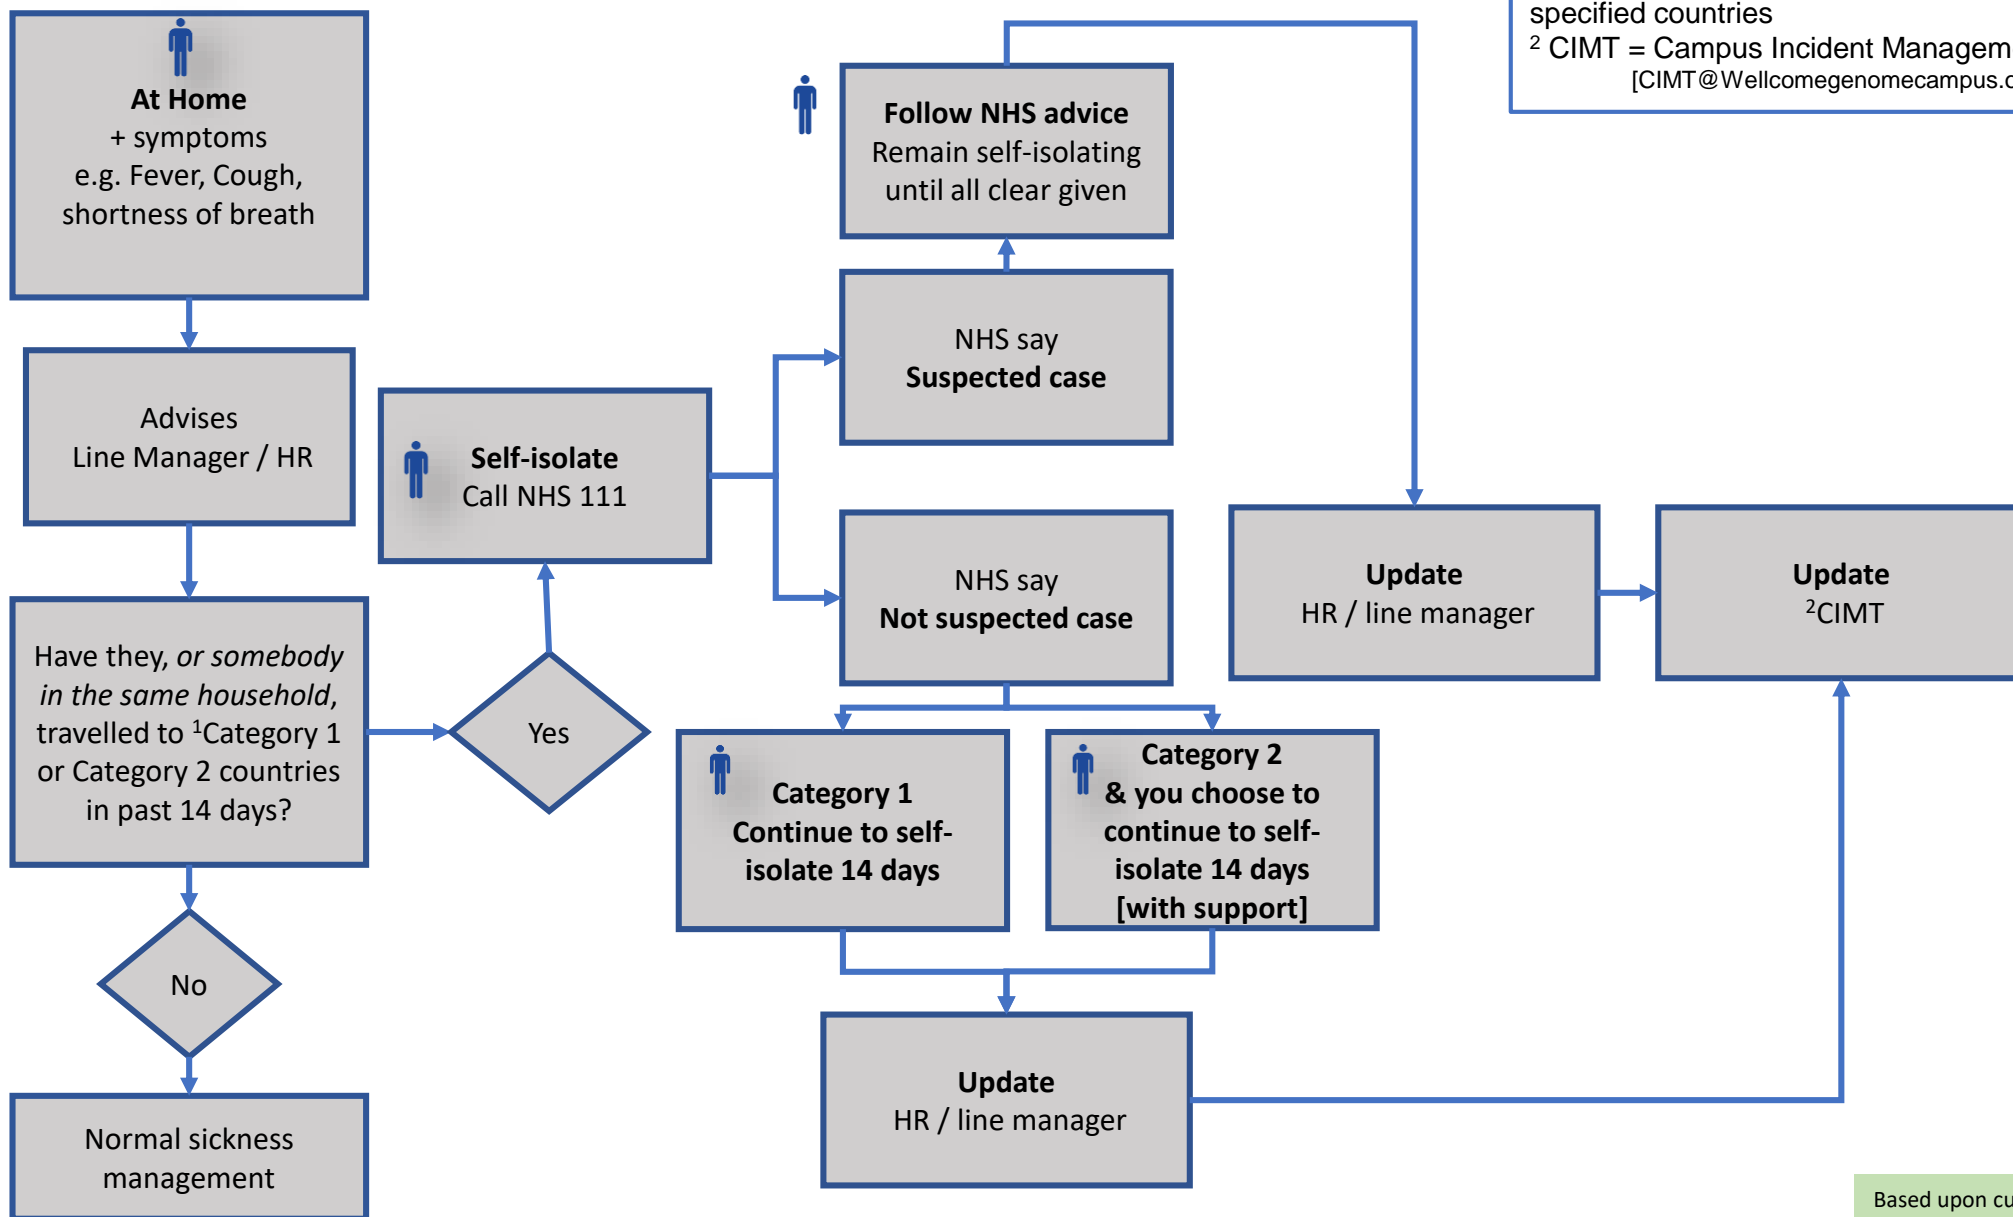 At Home
+ symptoms
e.g. Fever, Cough,
shortness of breath
Advises
Line Manager / HR
Have they, or somebody
in the same household,
travelled to ¹Category 1
or Category 2 countries
in past 14 days?
No
Normal sickness
management
Yes
Self-isolate
Call NHS 111
Follow NHS advice
Remain self-isolating
until all clear given
NHS say
Suspected case
NHS say
Not suspected case
Category 1
Continue to self-
isolate 14 days
Category 2
& you choose to
continue to self-
isolate 14 days
[with support]
Update
HR / line manager
Update
HR / line manager
Update
²CIMT
specified countries
² CIMT = Campus Incident
[CIMT@Wellcomegenomecampus.
Based upon